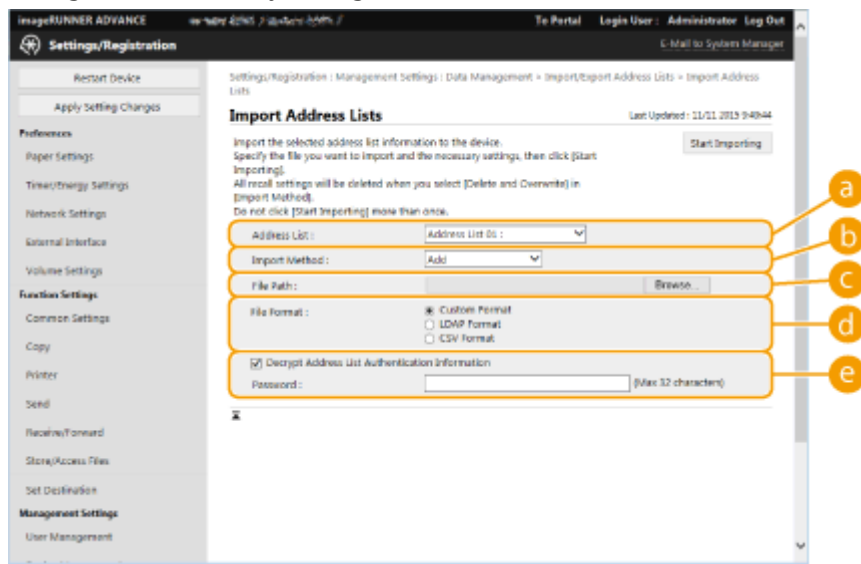 imageRUNNER ADVANCE
To Portal Login User : Administrator Log Out
Settings/Registration
E-Mail to System Manager
Restart Device
Apply Setting Changes
Preferences
Paper Settings
Timer/Energy Settings
Network Settings
External Interface
Volume Settings
Function Settings
Common Settings
Copy
Printer
Send
Receive/Forward
Store/Access Files
Set Destination
Management Settings
User Management
Settings/Registration : Management Settings : Data Management > Import/Export Address Lists > Import Address
Lists
Import Address Lists
Last Updated : 11/11 2015 9:40:44
Import the selected address list information to the device.
Start Importing
Specify the file you want to import and the necessary settings, then click [Start
Importing].
All recall settings will be deleted when you select [Delete and Overwrite] in
[Import Method].
Do not click [Start Importing] more than once.
Address List : Address List 01 :
a
Import Method : Add
b
File Path : Browse...
c
File Format : Custom Format
LDAP Format
CSV Format
d
Decrypt Address List Authentication Information
Password : (Max 32 characters)
e